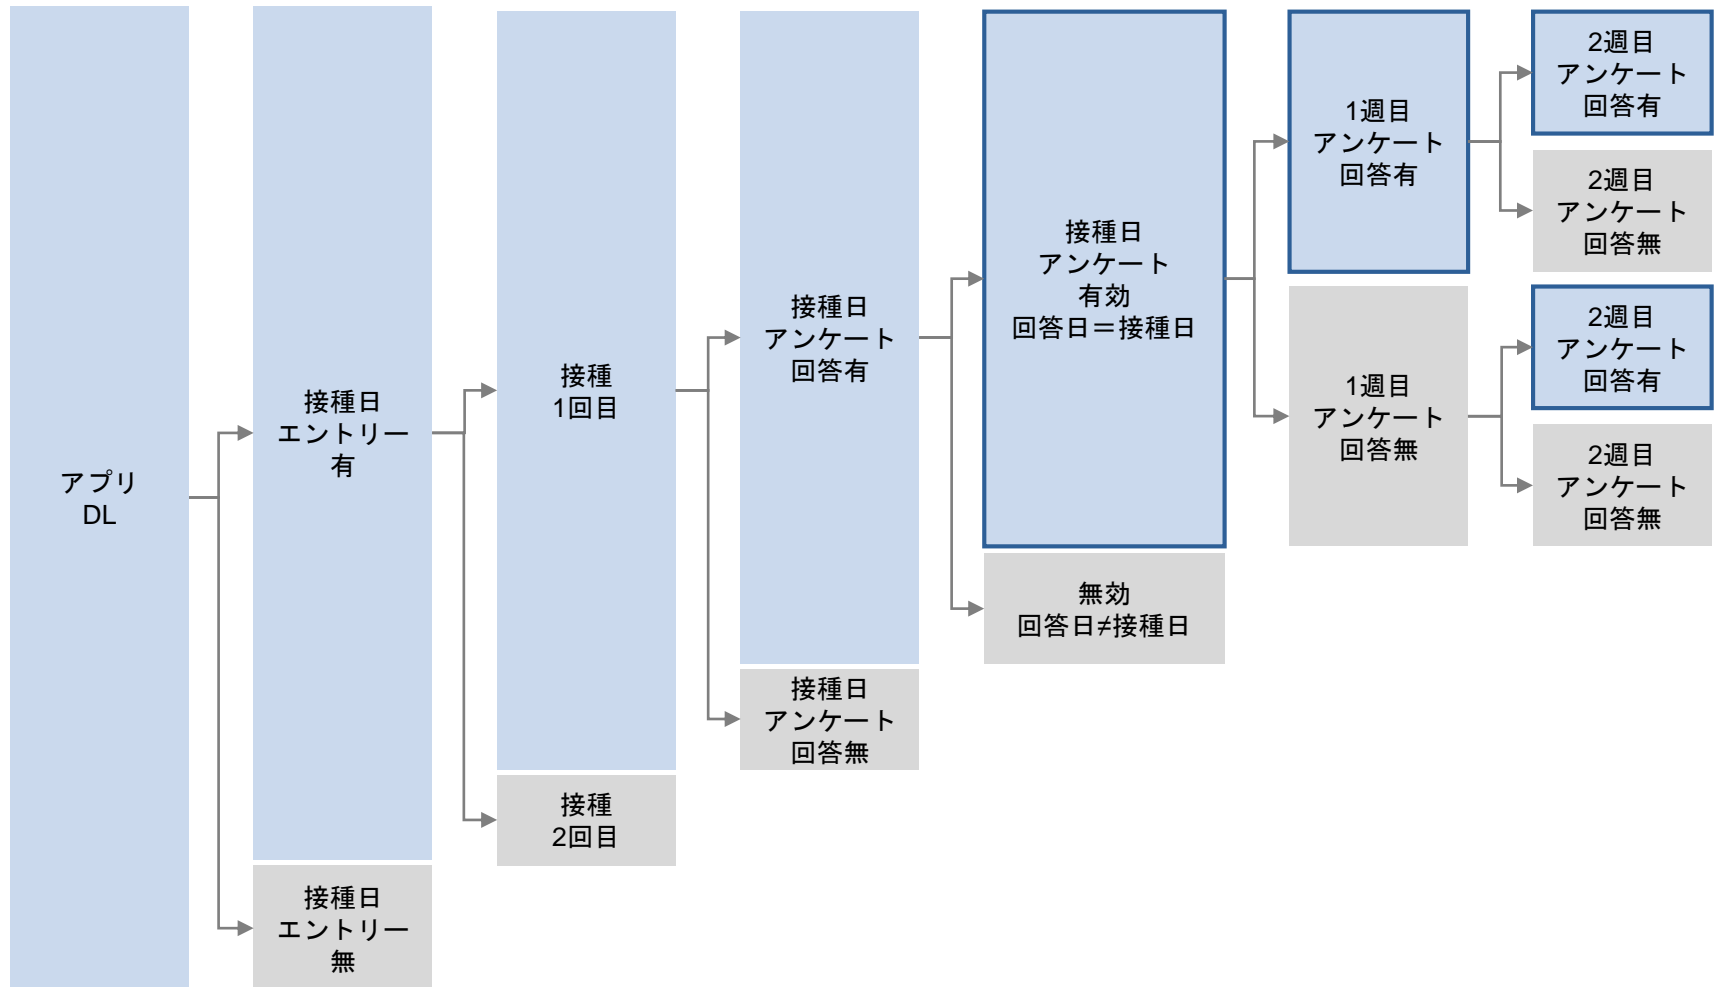 アプリ
DL
接種日
エントリー
有
接種日
エントリー
無
接種
1回目
接種
2回目
接種日
アンケート
回答有
接種日
アンケート
回答無
接種日
アンケート
有効
回答日＝接種日
無効
回答日≠接種日
1週目
アンケート
回答有
1週目
アンケート
回答無
2週目
アンケート
回答有
2週目
アンケート
回答無
2週目
アンケート
回答有
2週目
アンケート
回答無